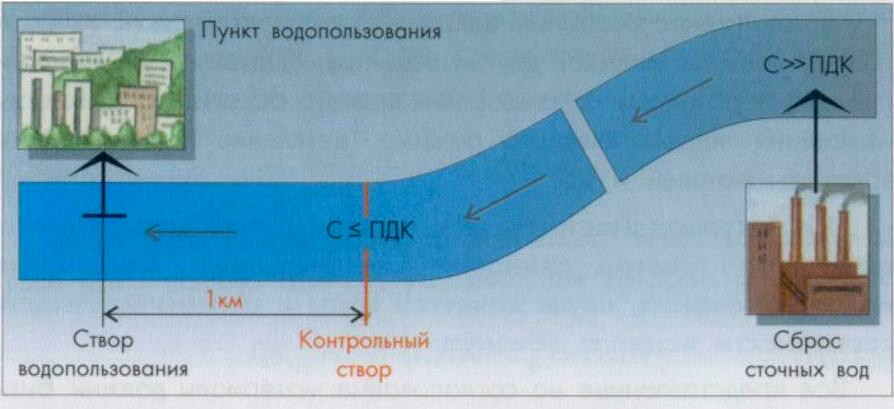 Пункт водопользования
С>>ПДК
С ≤ ПДК
1км
Створ
водопользования
Контрольный
створ
Сброс
сточных вод